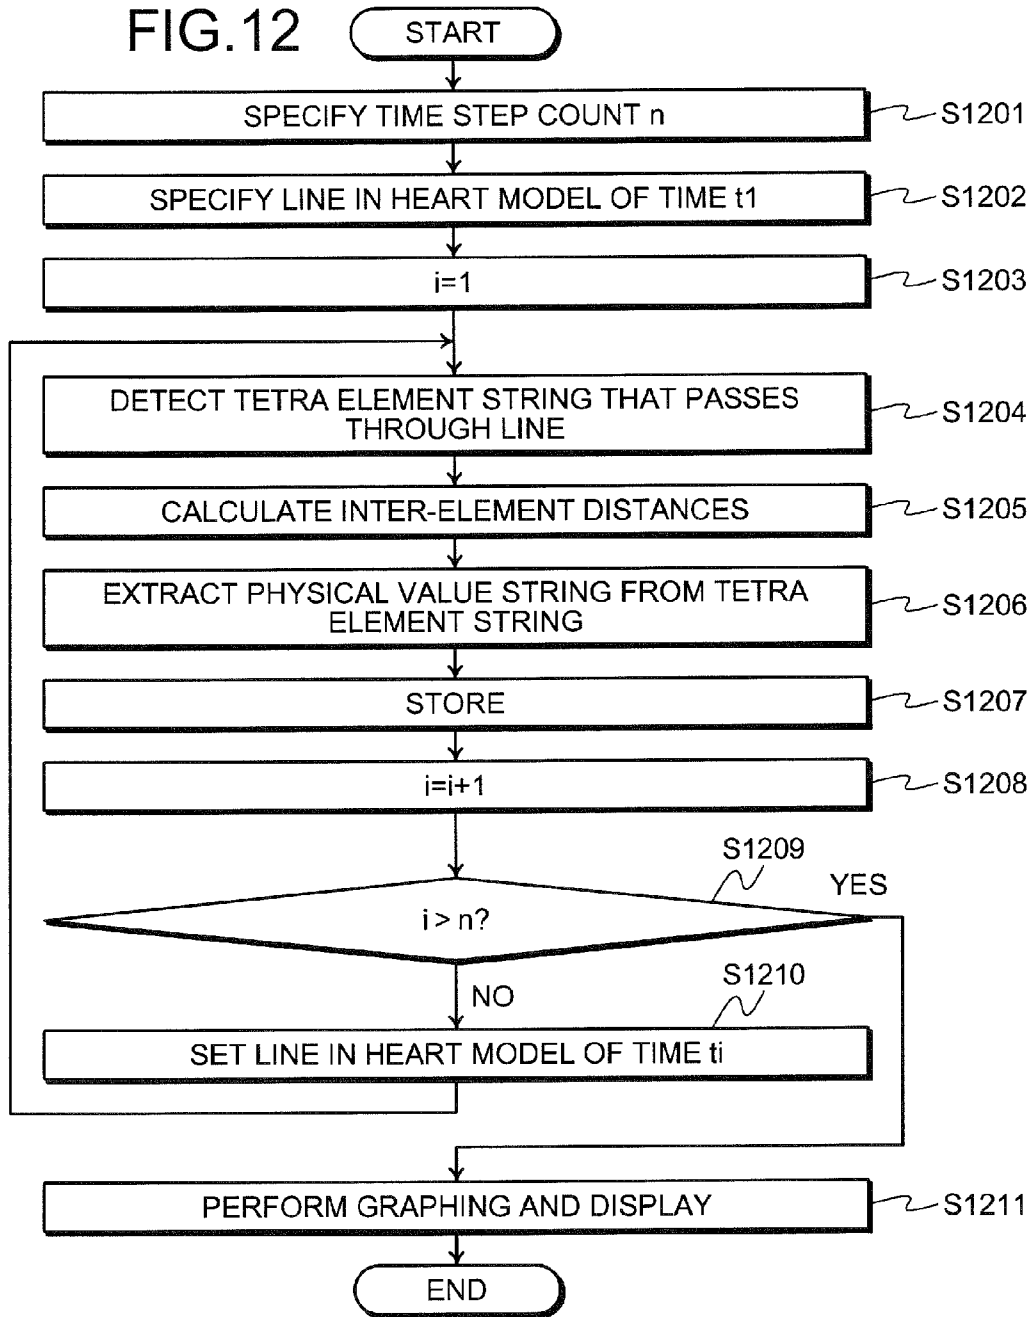 FIG.12
START
SPECIFY TIME STEP COUNT n
S1201
SPECIFY LINE IN HEART MODEL OF TIME t1
S1202
i=1
S1203
DETECT TETRA ELEMENT STRING THAT PASSES
THROUGH LINE
S1204
CALCULATE INTER-ELEMENT DISTANCES
S1205
EXTRACT PHYSICAL VALUE STRING FROM TETRA
ELEMENT STRING
S1206
STORE
S1207
i=i+1
S1208
S1209
YES
i > n?
NO
S1210
SET LINE IN HEART MODEL OF TIME ti
PERFORM GRAPHING AND DISPLAY
S1211
END